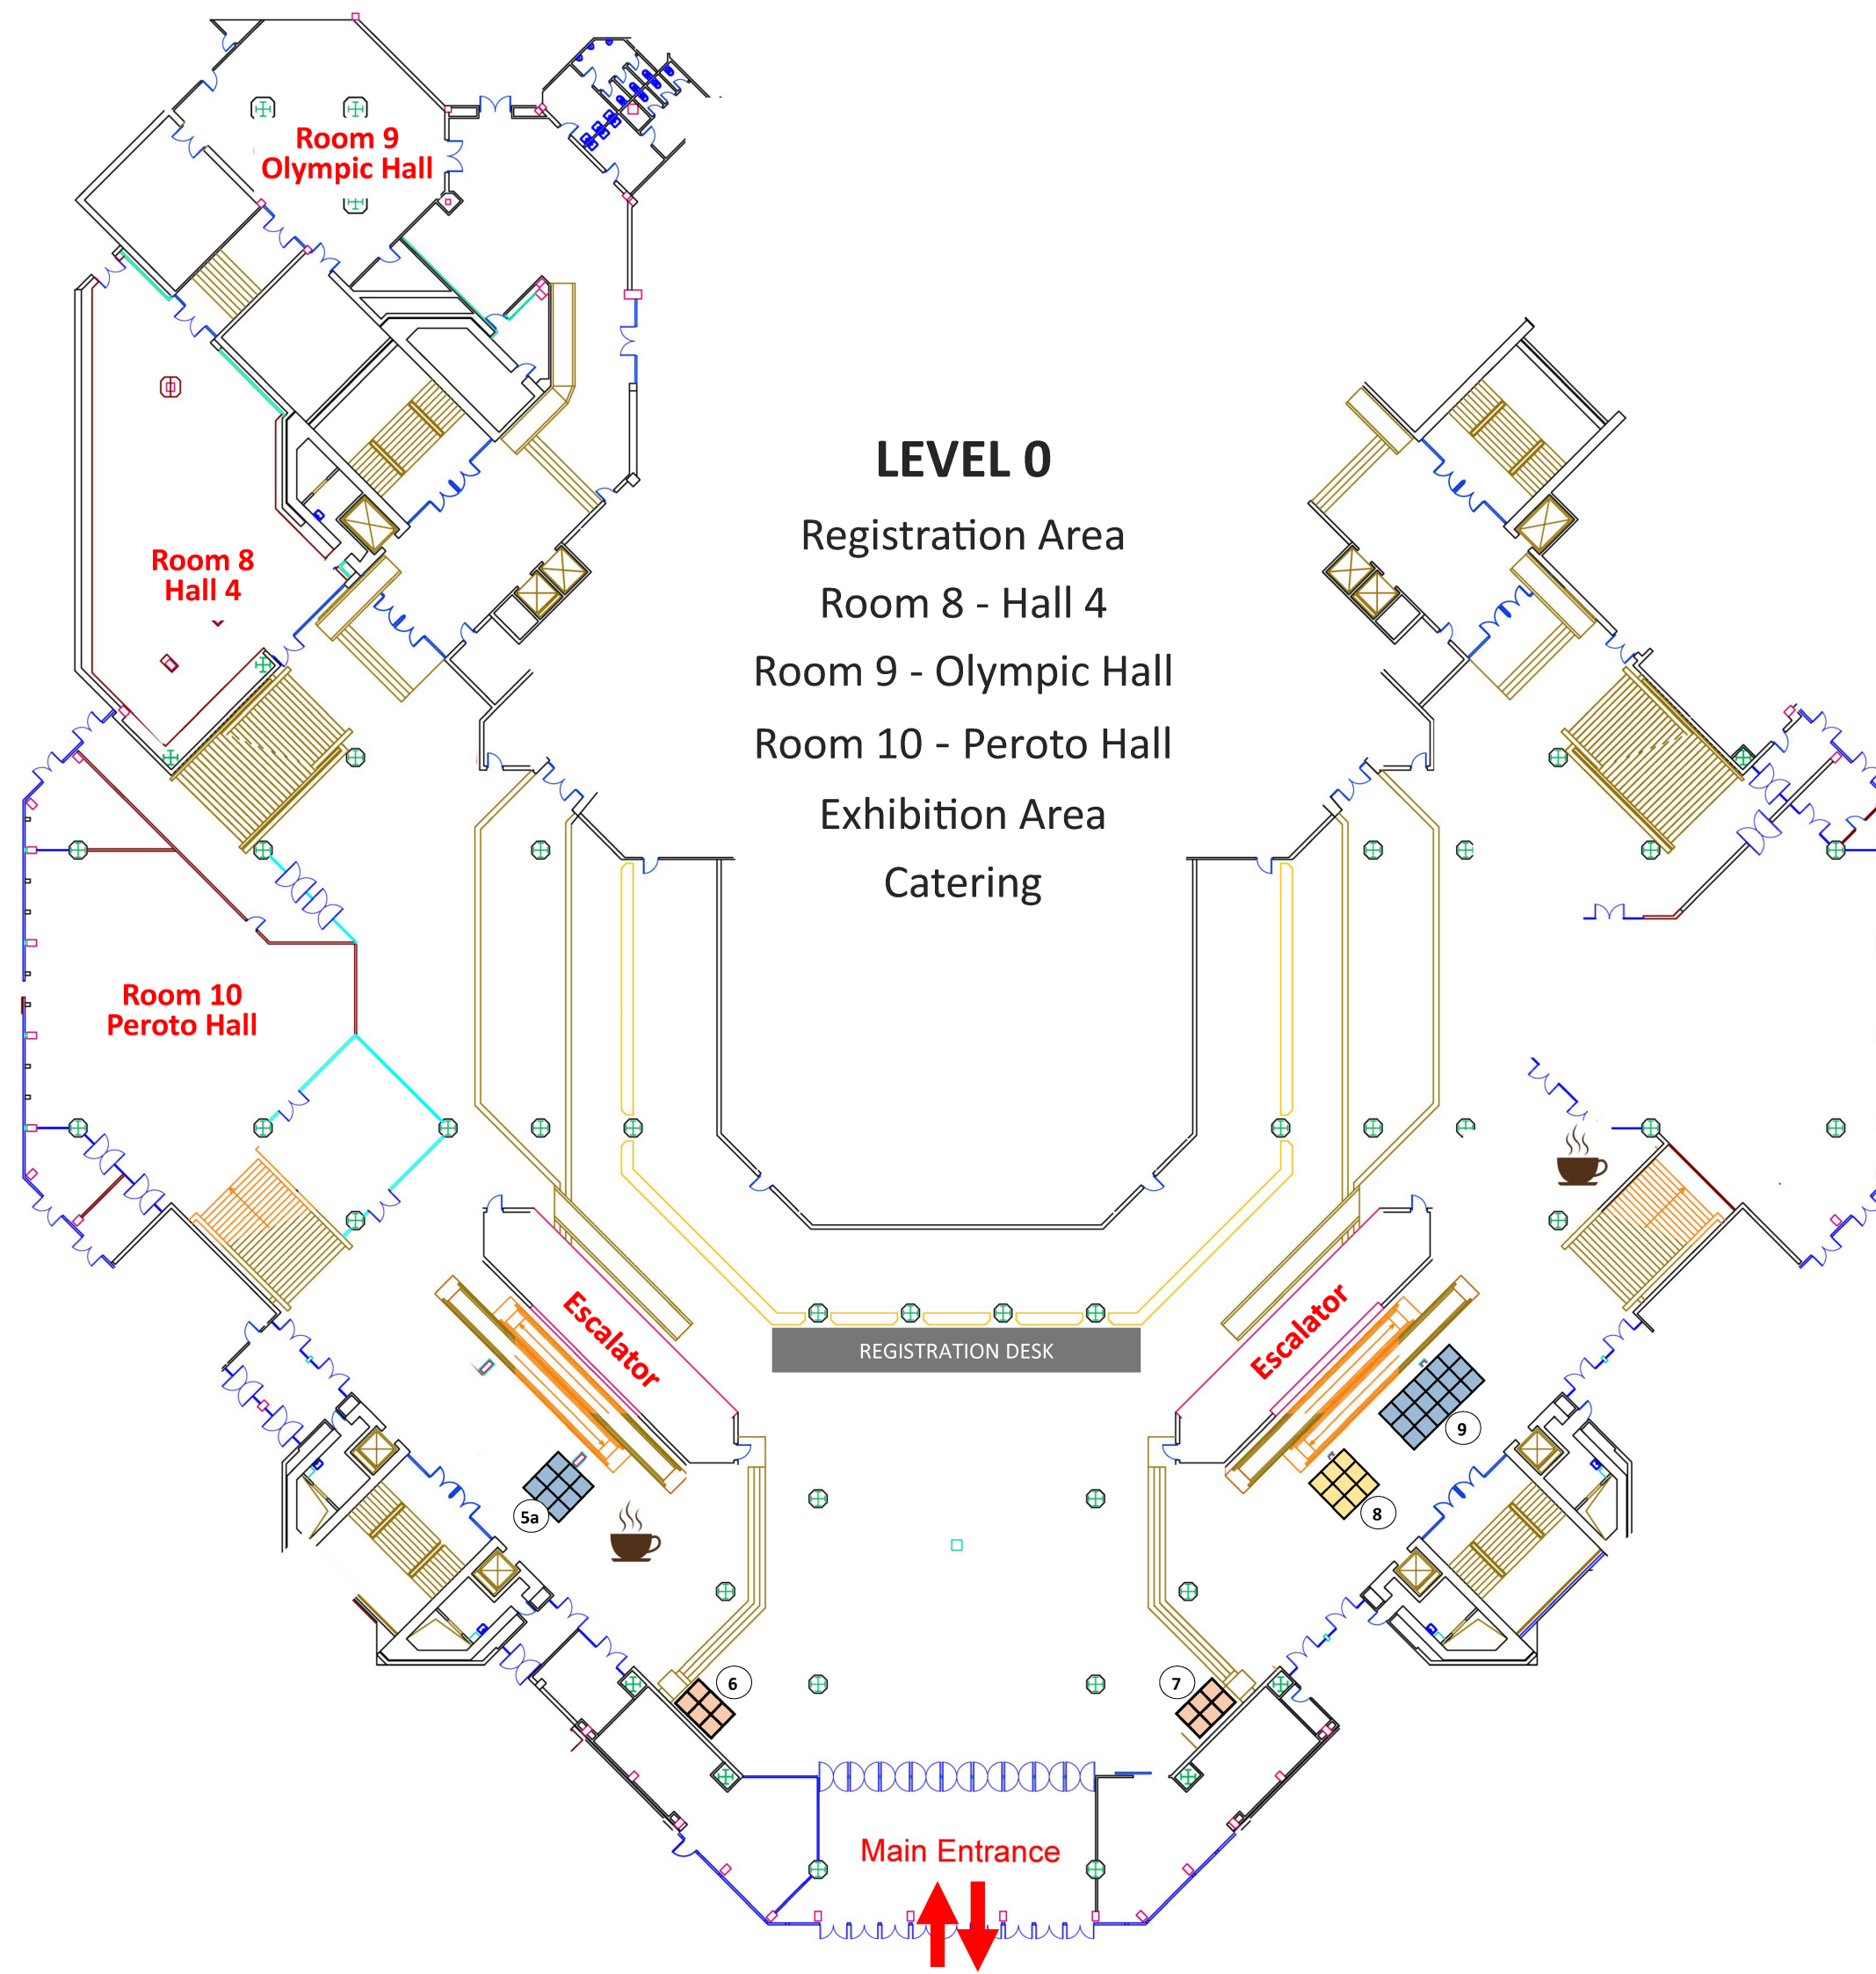 Room 9
Olympic Hall
LEVEL 0
Registration Area
Room 8 - Hall 4
Room 9 - Olympic Hall
Room 10 - Peroto Hall
Exhibition Area
Catering
Room 8
Hall 4
Room 10
Peroto Hall
Escalator
Escalator
REGISTRATION DESK
9
5a
8
6
7
Main Entrance